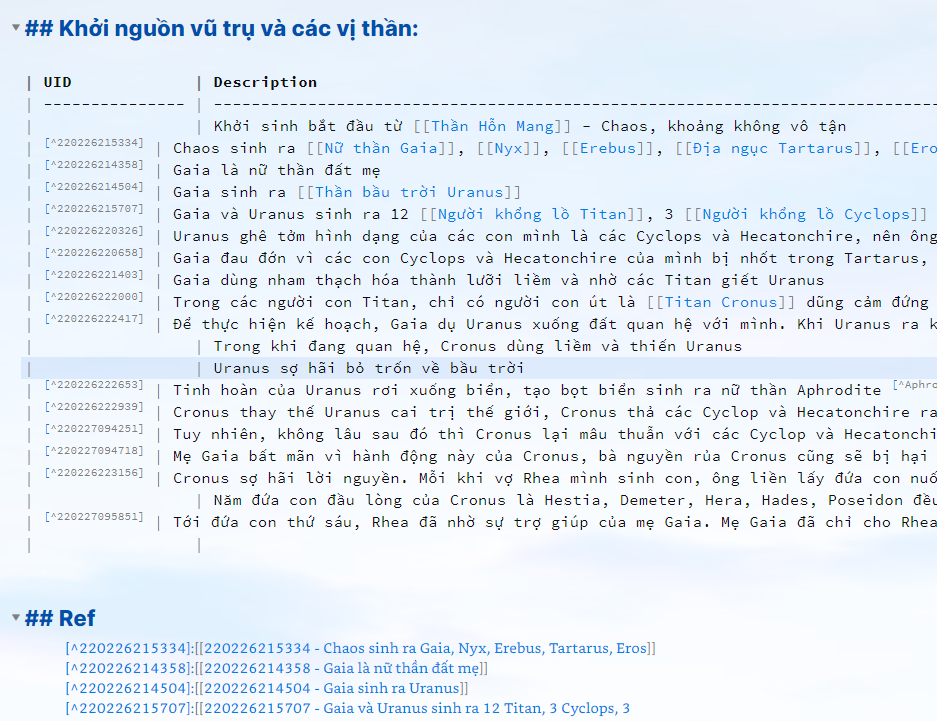 ## Khởi nguồn vũ trụ và các vị thần:
| UID | Description
| --------------- | ----------------------------------------------------------------------------
| | Khởi sinh bắt đầu từ [[Thần Hỗn Mang]] – Chaos, khoảng không vô tận
| [^220226215334] | Chaos sinh ra [[Nữ thần Gaia]], [[Nyx]], [[Erebus]], [[Địa ngục Tartarus]], [[Ero
| [^220226214358] | Gaia là nữ thần đất mẹ
| [^220226214504] | Gaia sinh ra [[Thần bầu trời Uranus]]
| [^220226215707] | Gaia và Uranus sinh ra 12 [[Người khổng lồ Titan]], 3 [[Người khổng lồ Cyclops]]
| [^220226220326] | Uranus ghê tởm hình dạng của các con mình là các Cyclops và Hecatonchire, nên ông
| [^220226220658] | Gaia đau đớn vì các con Cyclops và Hecatonchire của mình bị nhốt trong Tartarus,
| [^220226221403] | Gaia dùng nham thạch hóa thành lưỡi liềm và nhờ các Titan giết Uranus
| [^220226222000] | Trong các người con Titan, chỉ có người con út là [[Titan Cronus]] dũng cảm đứng
| [^220226222417] | Để thực hiện kế hoạch, Gaia dụ Uranus xuống đất quan hệ với mình. Khi Uranus ra k
| | Trong khi đang quan hệ, Cronus dùng liềm và thiến Uranus
| | Uranus sợ hãi bỏ trốn về bầu trời
| [^220226222653] | Tinh hoàn của Uranus rơi xuống biển, tạo bọt biển sinh ra nữ thần Aphrodite [^Aphro
| [^220226222939] | Cronus thay thế Uranus cai trị thế giới, Cronus thả các Cyclop và Hecatonchire ra
| [^220227094251] | Tuy nhiên, không lâu sau đó thì Cronus lại mâu thuẫn với các Cyclop và Hecatonchi
| [^220227094718] | Mẹ Gaia bất mãn vì hành động này của Cronus, bà nguyền rủa Cronus cũng sẽ bị hại
| [^220226223156] | Cronus sợ hãi lời nguyền. Mỗi khi vợ Rhea mình sinh con, ông liền lấy đứa con nuố
| | Năm đứa con đầu lòng của Cronus là Hestia, Demeter, Hera, Hades, Poseidon đều
| [^220227095851] | Tới đứa con thứ sáu, Rhea đã nhờ sự trợ giúp của mẹ Gaia. Mẹ Gaia đã chỉ cho Rhea
| |
## Ref
[^220226215334]:[[220226215334 - Chaos sinh ra Gaia, Nyx, Erebus, Tartarus, Eros]]
[^220226214358]:[[220226214358 - Gaia là nữ thần đất mẹ]]
[^220226214504]:[[220226214504 - Gaia sinh ra Uranus]]
[^220226215707]:[[220226215707 - Gaia và Uranus sinh ra 12 Titan, 3 Cyclops, 3